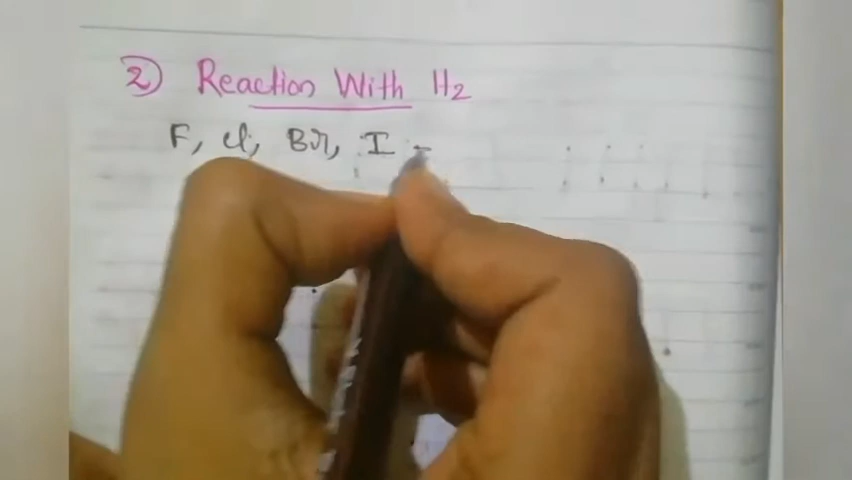 2) Reaction With H2
F, Cl, Br, I -